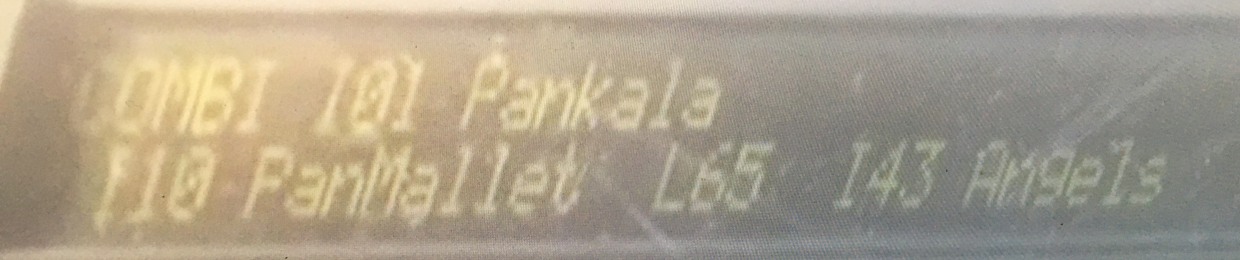 COMBI I01 Pankala
I10 PanMallet L65 I43 Angels